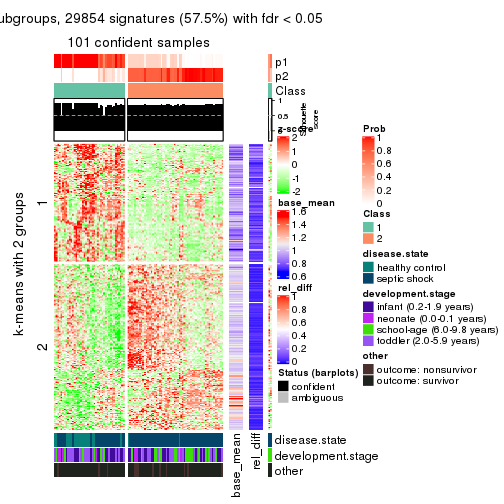 ubgroups, 29854 signatures (57.5%) with fdr < 0.05
101 confident samples
p1
p2
Class
1
0.5
0
Silhouette
score
k-means with 2 groups
1
2
z-score
2
1
0
-1
-2
base_mean
1.6
1.4
1.2
1
0.8
0.6
rel_diff
1
0.8
0.6
0.4
0.2
0
Status (barplots)
confident
ambiguous
Prob
1
0.8
0.6
0.4
0.2
0
Class
1
2
disease.state
healthy control
septic shock
development.stage
infant (0.2-1.9 years)
neonate (0.0-0.1 years)
school-age (6.0-9.8 years)
toddler (2.0-5.9 years)
other
outcome: nonsurvivor
outcome: survivor
disease.state
development.stage
other
base_mean
rel_diff